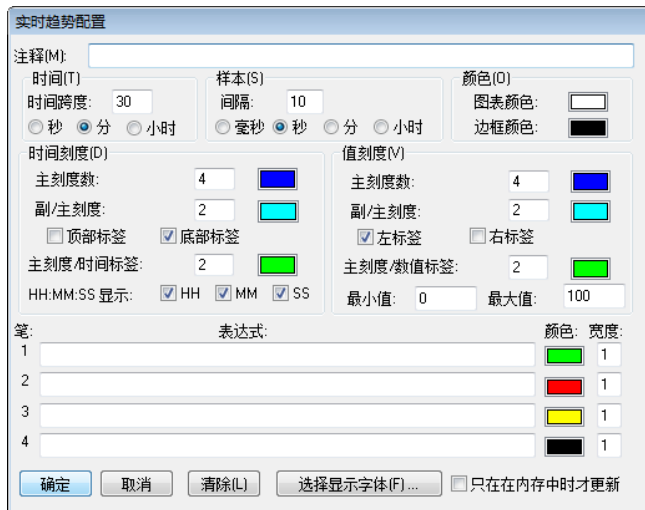 实时趋势配置
注释(M):
时间(T) 样本(S) 颜色(O)
时间跨度: 30 间隔: 10 图表颜色:
秒 分 小时 毫秒 秒 分 小时 边框颜色:
时间刻度(D) 值刻度(V)
主刻度数: 4 主刻度数: 4
副/主刻度: 2 副/主刻度: 2
顶部标签 底部标签 左标签 右标签
主刻度/时间标签: 2 主刻度/数值标签: 2
HH:MM:SS 显示: HH MM SS 最小值: 0 最大值: 100
笔: 表达式: 颜色: 宽度:
1 1
2 1
3 1
4 1
确定 取消 清除(L) 选择显示字体(F)... 只在在内存中时才更新